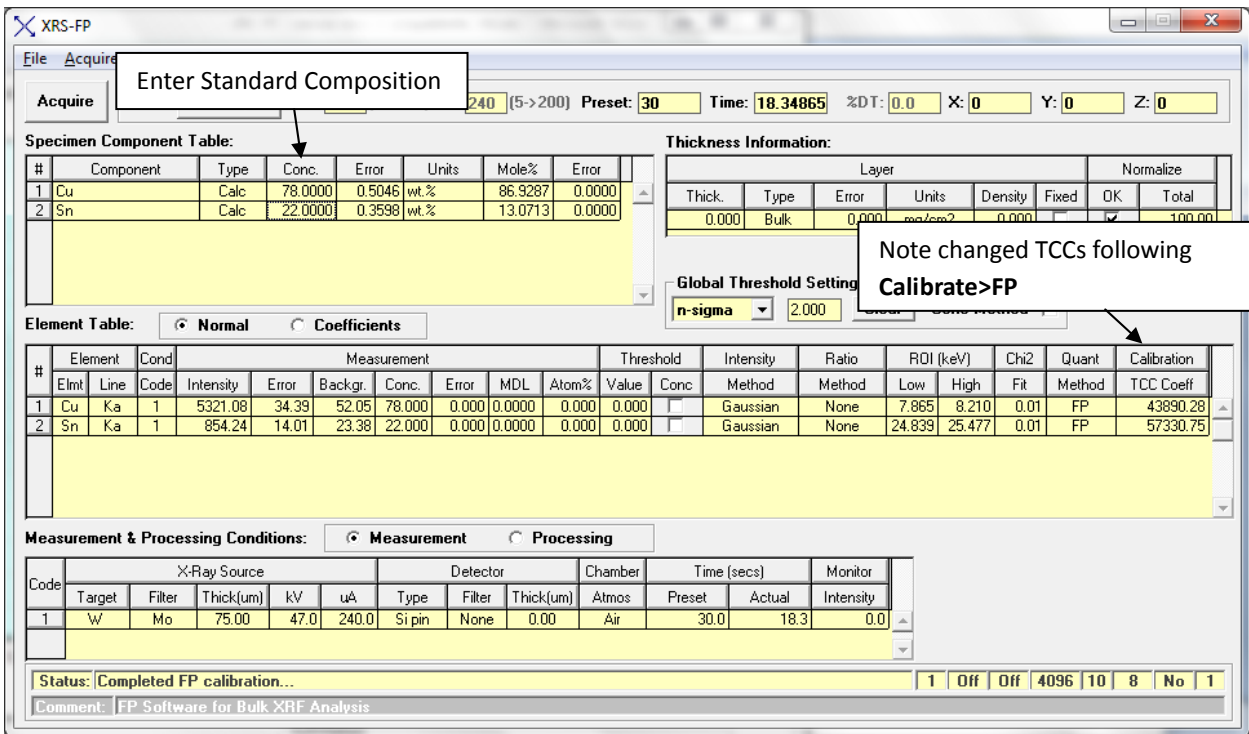 XRS-FP
File Acquire
Enter Standard Composition
Acquire 240 (5->200) Preset: 30 Time: 18.34865 %DT: 0.0 X: 0 Y: 0 Z: 0
Specimen Component Table: Thickness Information:
# Component Type Conc. Error Units Mole% Error
1 Cu Calc 78.0000 0.5046 wt.% 86.9287 0.0000
2 Sn Calc 22.0000 0.3598 wt.% 13.0713 0.0000
Layer Normalize
Thick. Type Error Units Density Fixed OK Total
0.000 Bulk 0.000 mg/cm2 0.000 100.00
Note changed TCCs following
Calibrate>FP
Global Threshold Setting
n-sigma 2.000
Element Table: Normal Coefficients
# Element Cond Measurement Threshold Intensity Ratio ROI (keV) Chi2 Quant Calibration
Elmt Line Code Intensity Error Backgr. Conc. Error MDL Atom% Value Conc Method Method Low High Fit Method TCC Coeff
1 Cu Ka 1 5321.08 34.39 52.05 78.000 0.000 0.0000 0.000 0.000 Gaussian None 7.865 8.210 0.01 FP 43890.28
2 Sn Ka 1 854.24 14.01 23.38 22.000 0.000 0.0000 0.000 0.000 Gaussian None 24.839 25.477 0.01 FP 57330.75
Measurement & Processing Conditions: Measurement Processing
Code X-Ray Source Detector Chamber Time (secs) Monitor
Target Filter Thick(um) kV uA Type Filter Thick(um) Atmos Preset Actual Intensity
1 W Mo 75.00 47.0 240.0 Si pin None 0.00 Air 30.0 18.3 0.0
Status: Completed FP calibration... 1 Off Off 4096 10 8 No 1
Comment: FP Software for Bulk XRF Analysis